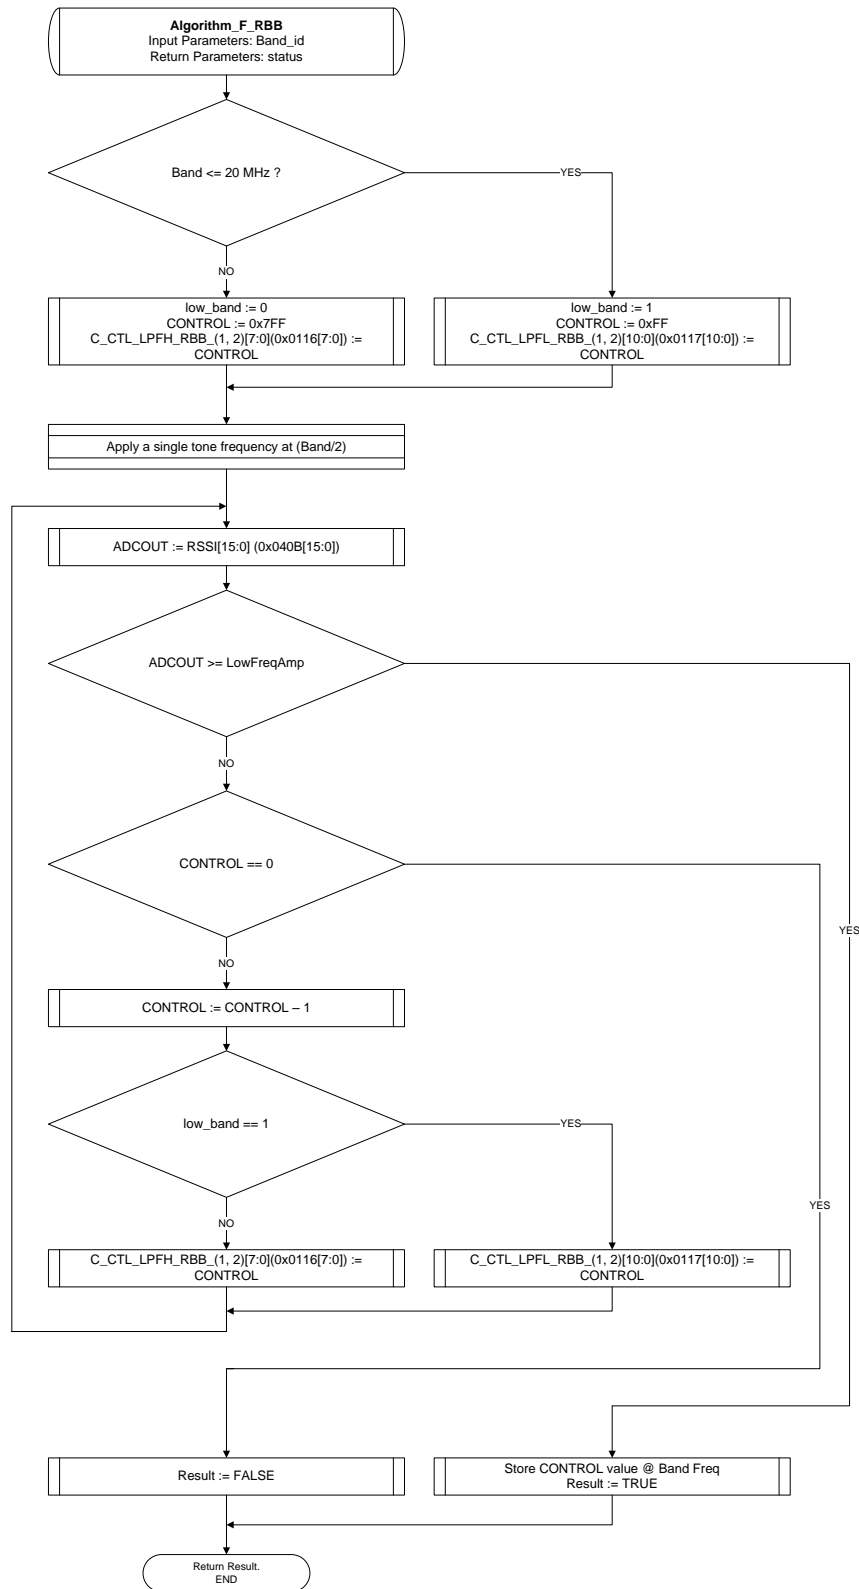 Algorithm_F_RBB
Input Parameters: Band_id
Return Parameters: status
Band <= 20 MHz ?
YES
NO
low_band := 0
CONTROL := 0x7FF
C_CTL_LPFH_RBB_(1, 2)[7:0](0x0116[7:0]) :=
CONTROL
low_band := 1
CONTROL := 0xFF
C_CTL_LPFL_RBB_(1, 2)[10:0](0x0117[10:0]) :=
CONTROL
Apply a single tone frequency at (Band/2)
ADCOUT := RSSI[15:0] (0x040B[15:0])
ADCOUT >= LowFreqAmp
NO
CONTROL == 0
YES
NO
CONTROL := CONTROL – 1
low_band == 1
YES
YES
NO
C_CTL_LPFH_RBB_(1, 2)[7:0](0x0116[7:0]) :=
CONTROL
C_CTL_LPFL_RBB_(1, 2)[10:0](0x0117[10:0]) :=
CONTROL
Result := FALSE
Store CONTROL value @ Band Freq
Result := TRUE
Return Result.
END